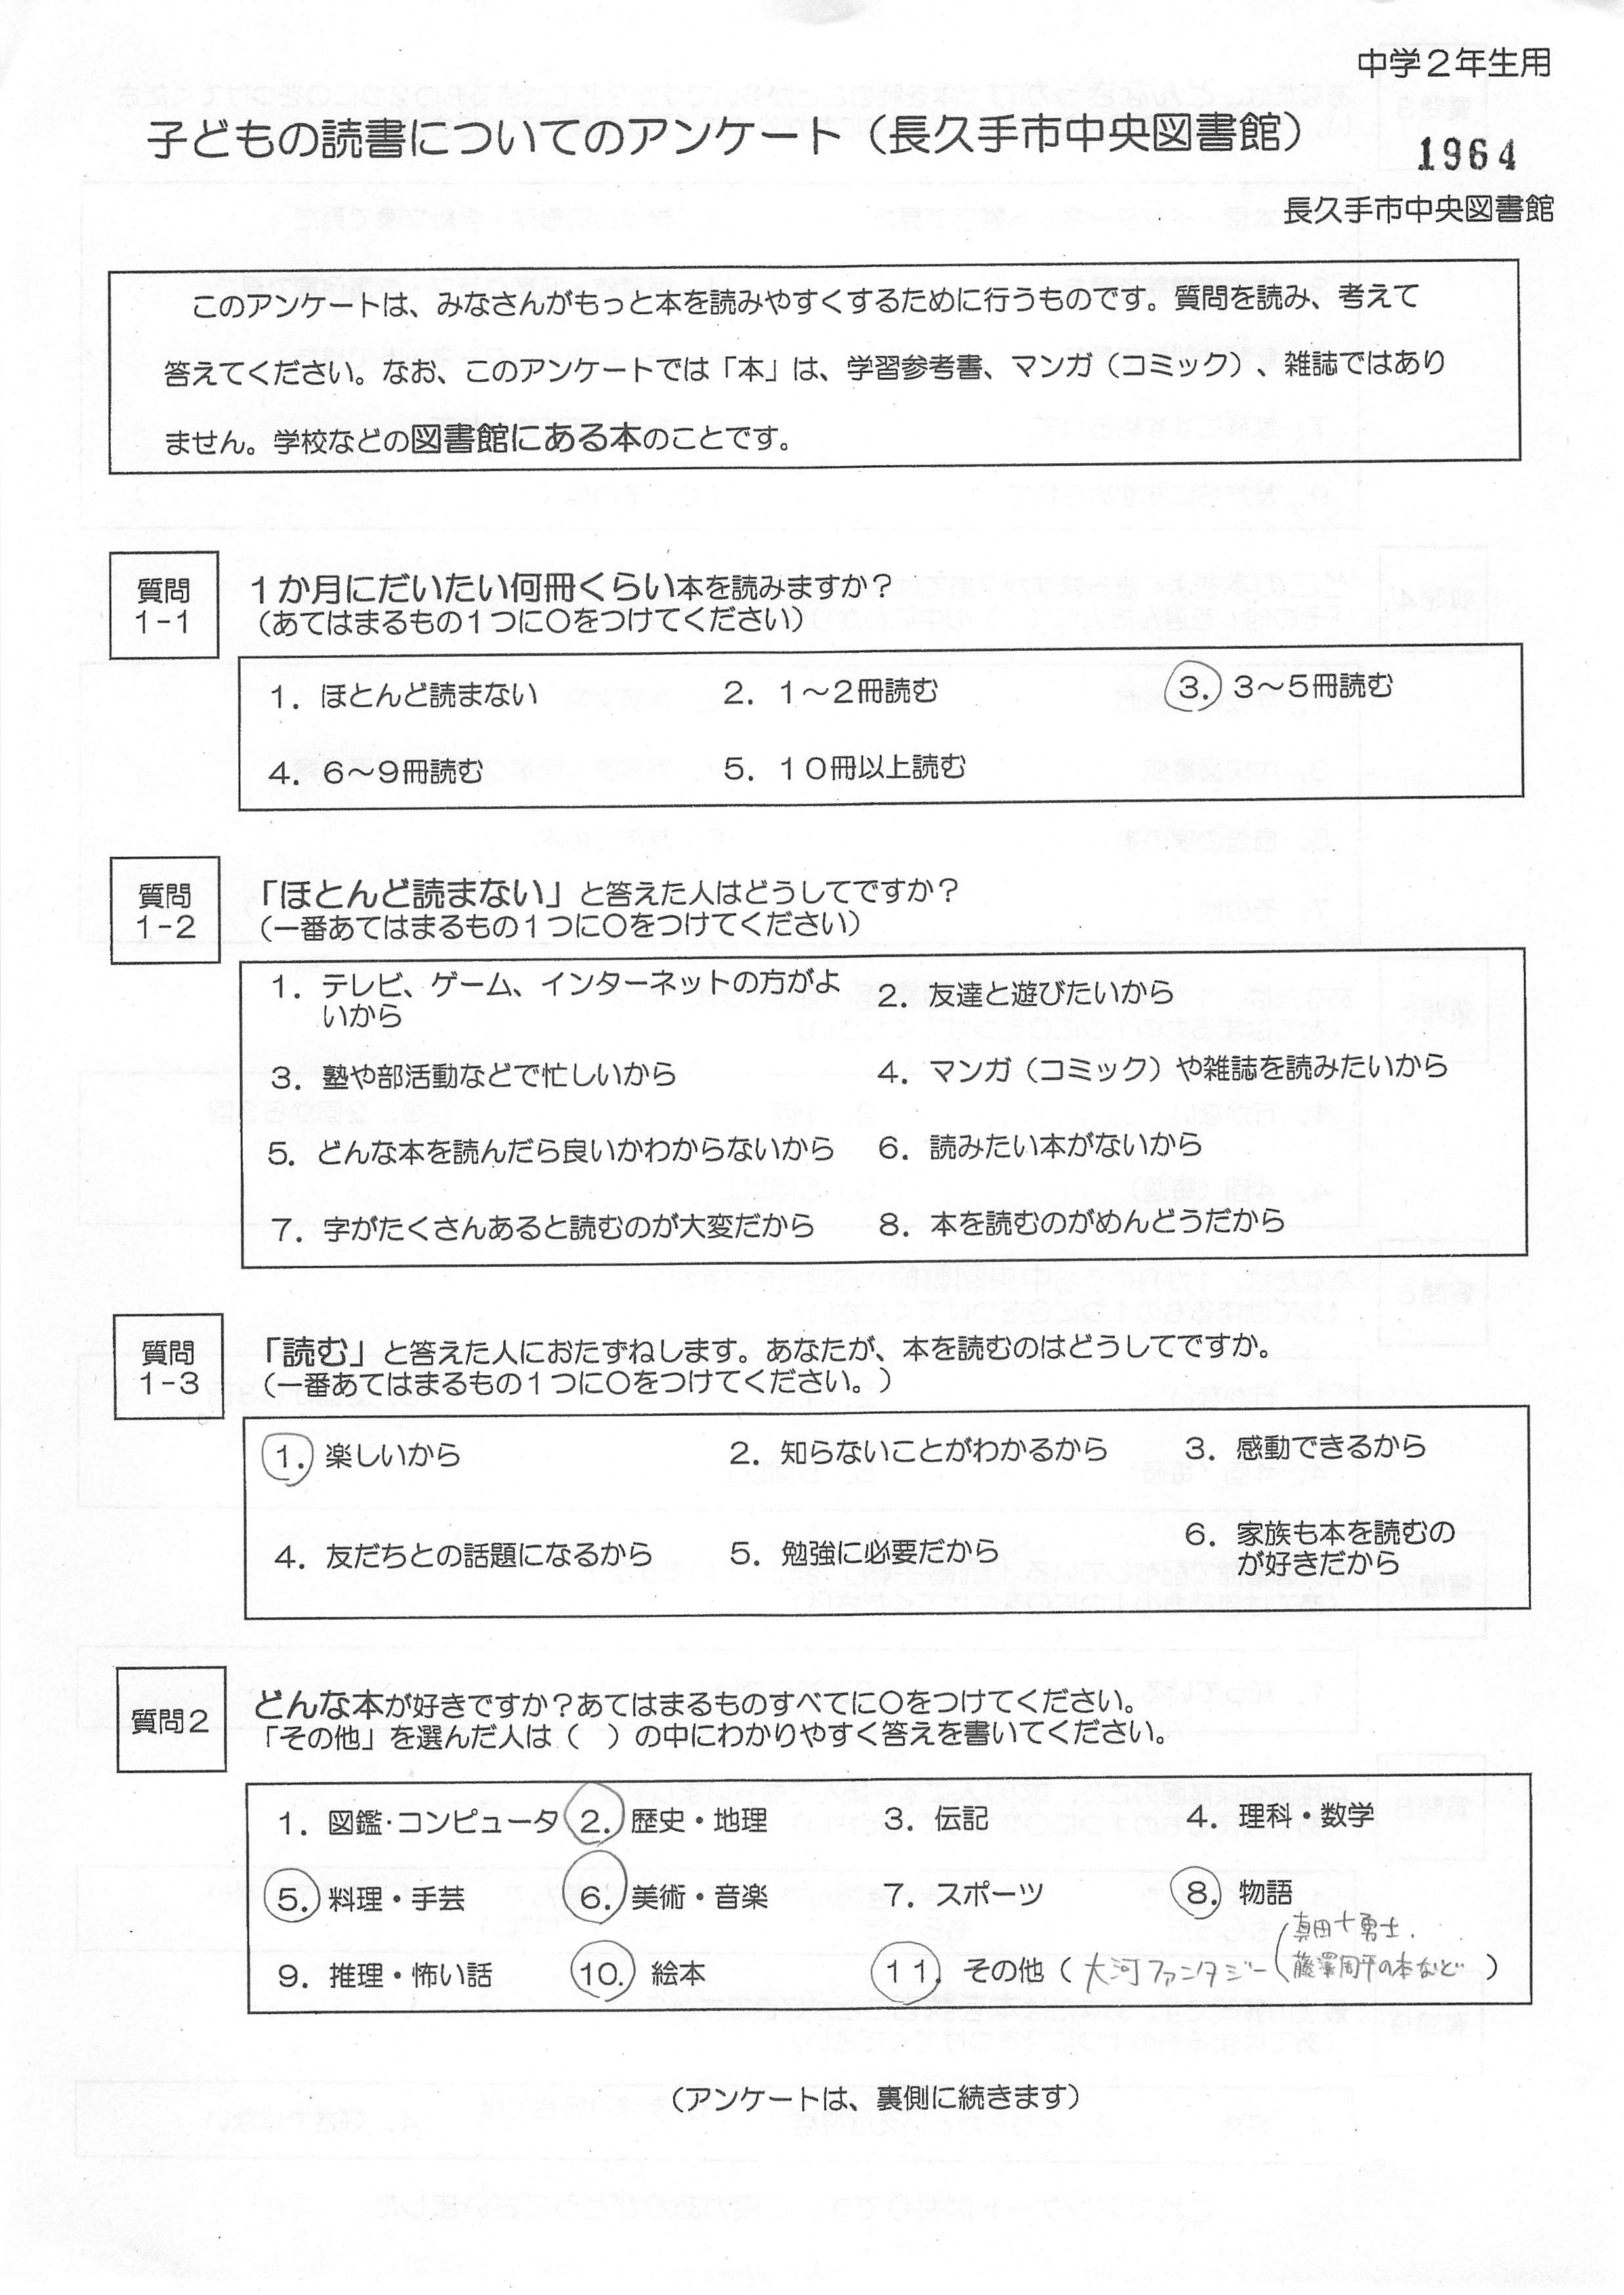 中学２年生用
子どもの読書についてのアンケート（長久手市中央図書館）
1964
長久手市中央図書館
このアンケートは、みなさんがもっと本を読みやすくするために行うものです。質問を読み、考えて
答えてください。なお、このアンケートでは「本」は、学習参考書、マンガ（コミック）、雑誌ではあり
ません。学校などの図書館にある本のことです。
質問
１-１
１か月にだいたい何冊くらい本を読みますか？
（あてはまるもの１つに〇をつけてください）
１．ほとんど読まない　２．１～２冊読む　３．３～５冊読む
４．６～９冊読む　５．１０冊以上読む
質問
１-２
「ほとんど読まない」と答えた人はどうしてですか？
（一番あてはまるもの１つに〇をつけてください）
１．テレビ、ゲーム、インターネットの方がよ
いから
２．友達と遊びたいから
３．塾や部活動などで忙しいから　４．マンガ（コミック）や雑誌を読みたいから
５．どんな本を読んだら良いかわからないから　６．読みたい本がないから
７．字がたくさんあると読むのが大変だから　８．本を読むのがめんどうだから
質問
１-３
「読む」と答えた人におたずねします。あなたが、本を読むのはどうしてですか。
（一番あてはまるもの１つに〇をつけてください。）
１．楽しいから　２．知らないことがわかるから　３．感動できるから
４．友だちとの話題になるから　５．勉強に必要だから　６．家族も本を読むの
が好きだから
質問２
どんな本が好きですか？あてはまるものすべてに〇をつけてください。
「その他」を選んだ人は（　）の中にわかりやすく答えを書いてください。
１．図鑑・コンピュータ　２．歴史・地理　３．伝記　４．理科・数学
５．料理・手芸　６．美術・音楽　７．スポーツ　８．物語
９．推理・怖い話　１０．絵本　１１．その他（大河ファンタジー（真田十勇士．
藤澤周平の本など　）
（アンケートは、裏側に続きます）